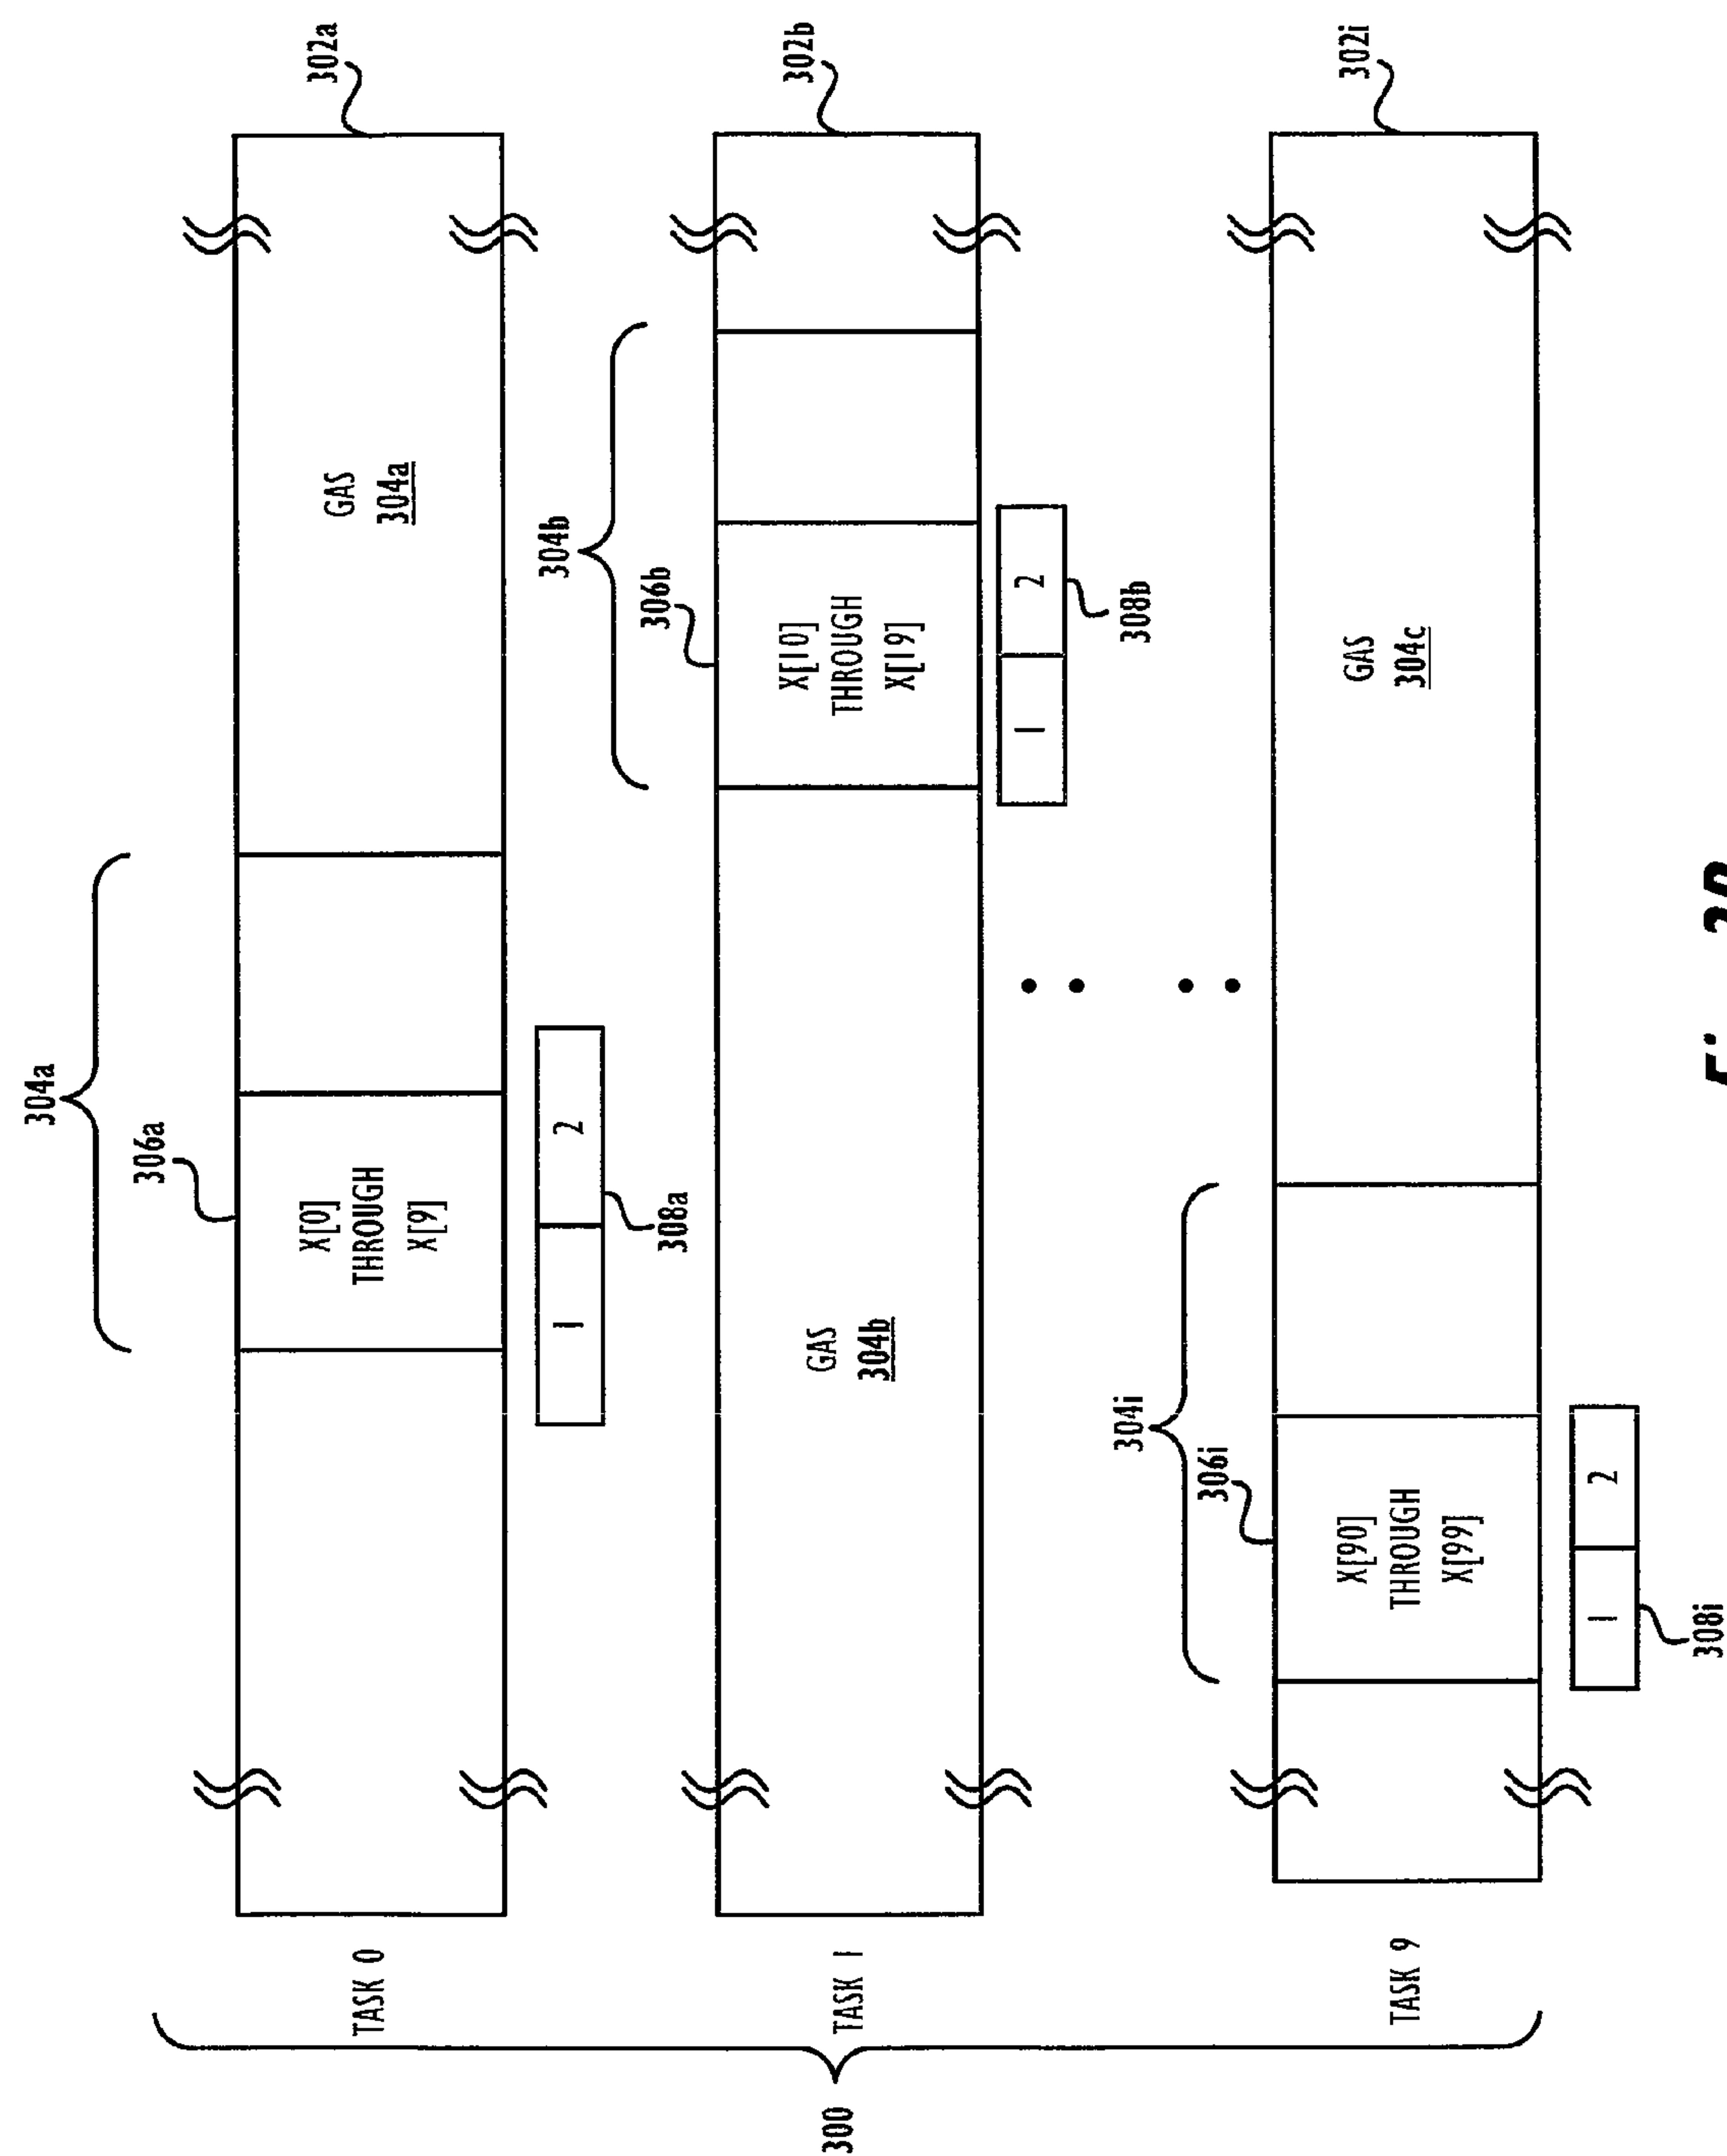 300
TASK 0
304a
306a
302a
X[0]
THROUGH
X[9]
GAS
304a
1
2
308a
TASK 1
304b
306b
302b
GAS
304b
X[10]
THROUGH
X[19]
1
2
308b
TASK 9
304i
306i
302i
X[90]
THROUGH
X[99]
GAS
304c
1
2
308i